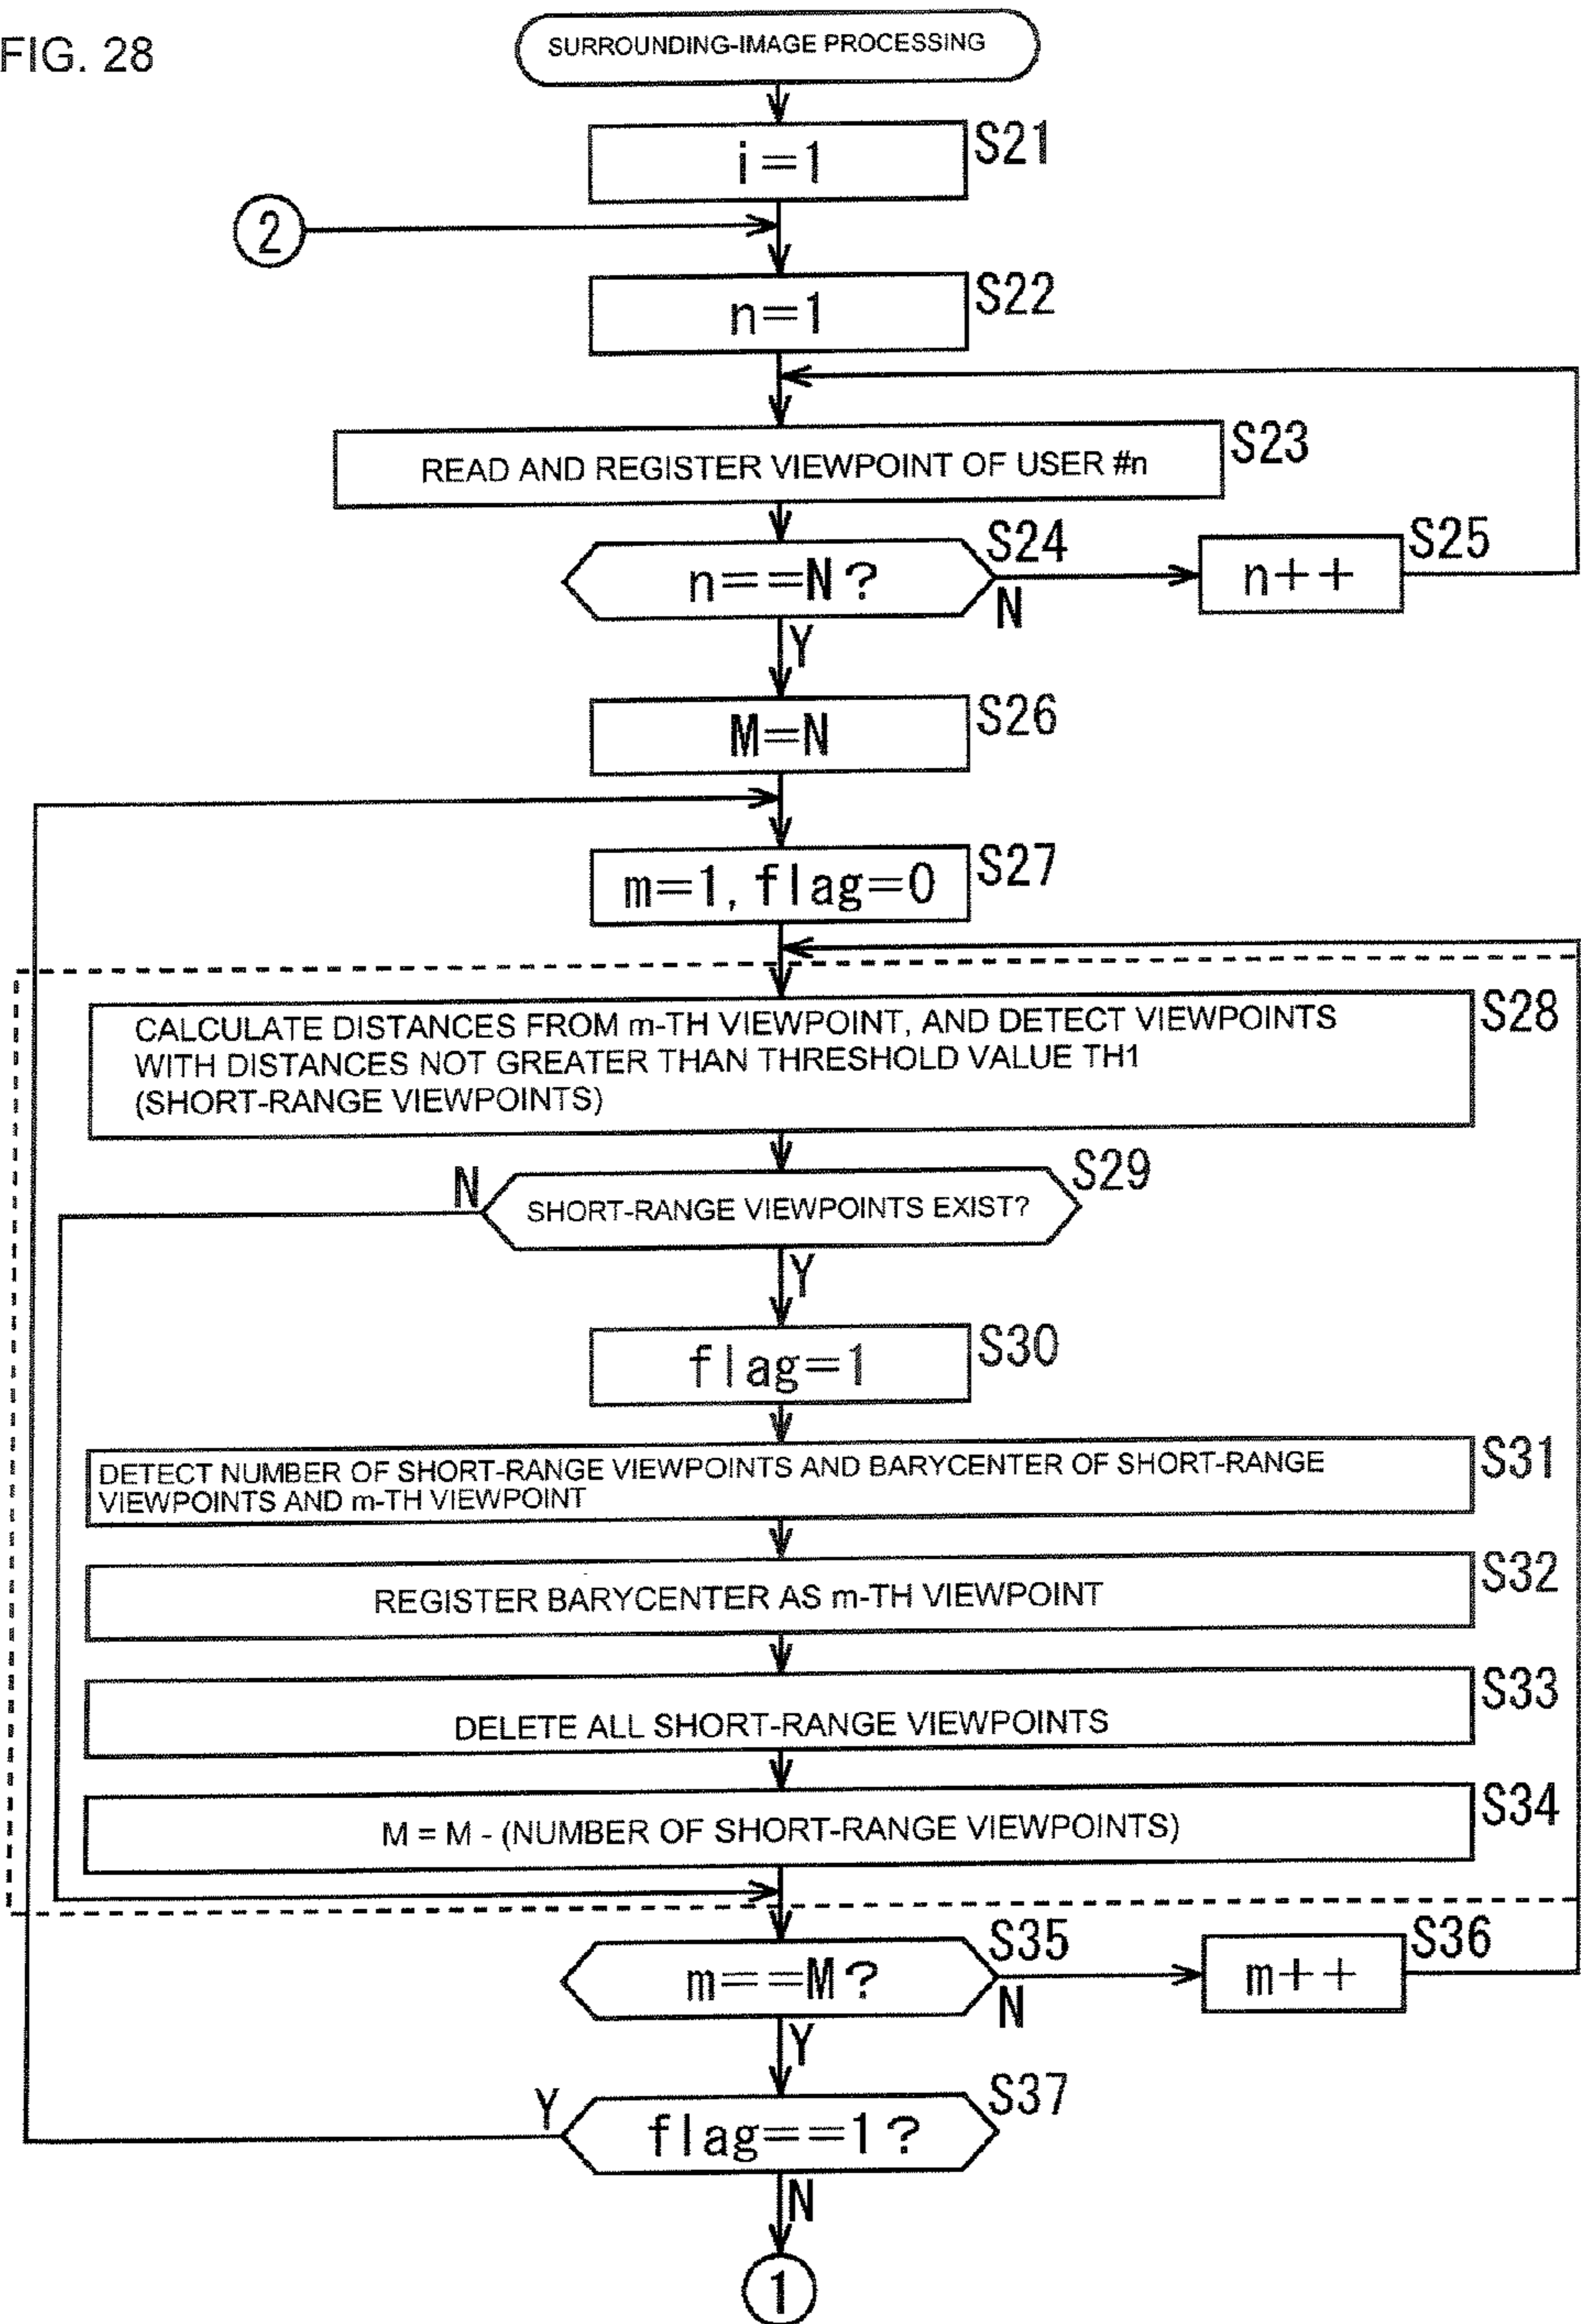 FIG. 28
SURROUNDING-IMAGE PROCESSING
i=1
S21
2
n=1
S22
READ AND REGISTER VIEWPOINT OF USER #n
S23
n==N?
S24
N
n++
S25
Y
M=N
S26
m=1, flag=0
S27
CALCULATE DISTANCES FROM m-TH VIEWPOINT, AND DETECT VIEWPOINTS
WITH DISTANCES NOT GREATER THAN THRESHOLD VALUE TH1
(SHORT-RANGE VIEWPOINTS)
S28
N
SHORT-RANGE VIEWPOINTS EXIST?
S29
Y
flag=1
S30
DETECT NUMBER OF SHORT-RANGE VIEWPOINTS AND BARYCENTER OF SHORT-RANGE
VIEWPOINTS AND m-TH VIEWPOINT
S31
REGISTER BARYCENTER AS m-TH VIEWPOINT
S32
DELETE ALL SHORT-RANGE VIEWPOINTS
S33
M = M - (NUMBER OF SHORT-RANGE VIEWPOINTS)
S34
m==M?
S35
N
m++
S36
Y
Y
flag==1?
S37
N
1